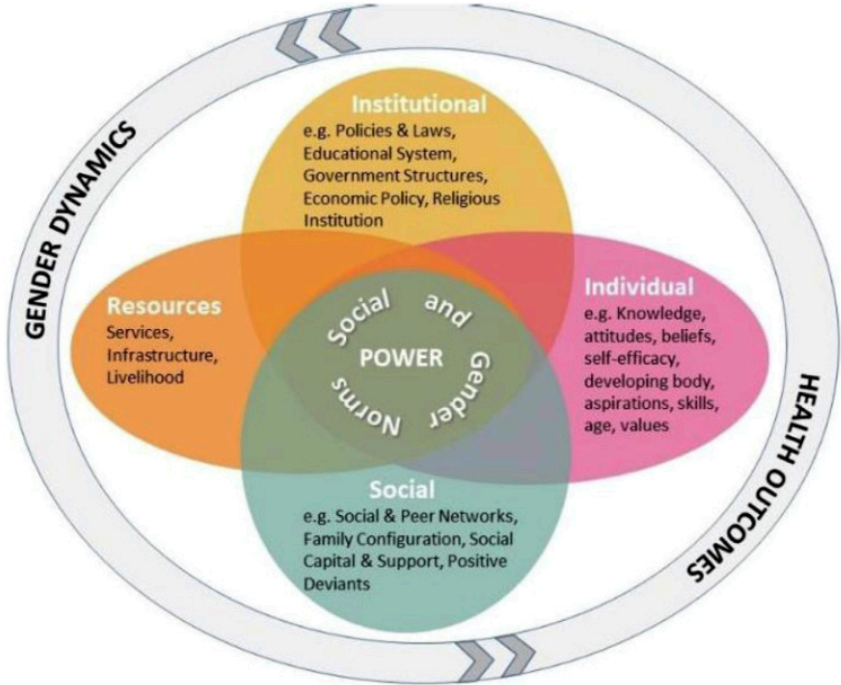 GENDER DYNAMICS
Institutional
e.g. Policies & Laws,
Educational System,
Government Structures,
Economic Policy, Religious
Institution
Resources
Services,
Infrastructure,
Livelihood
Social and
POWER
Gender Norms
Individual
e.g. Knowledge,
attitudes, beliefs,
self-efficacy,
developing body,
aspirations, skills,
age, values
Social
e.g. Social & Peer Networks,
Family Configuration, Social
Capital & Support, Positive
Deviants
HEALTH OUTCOMES